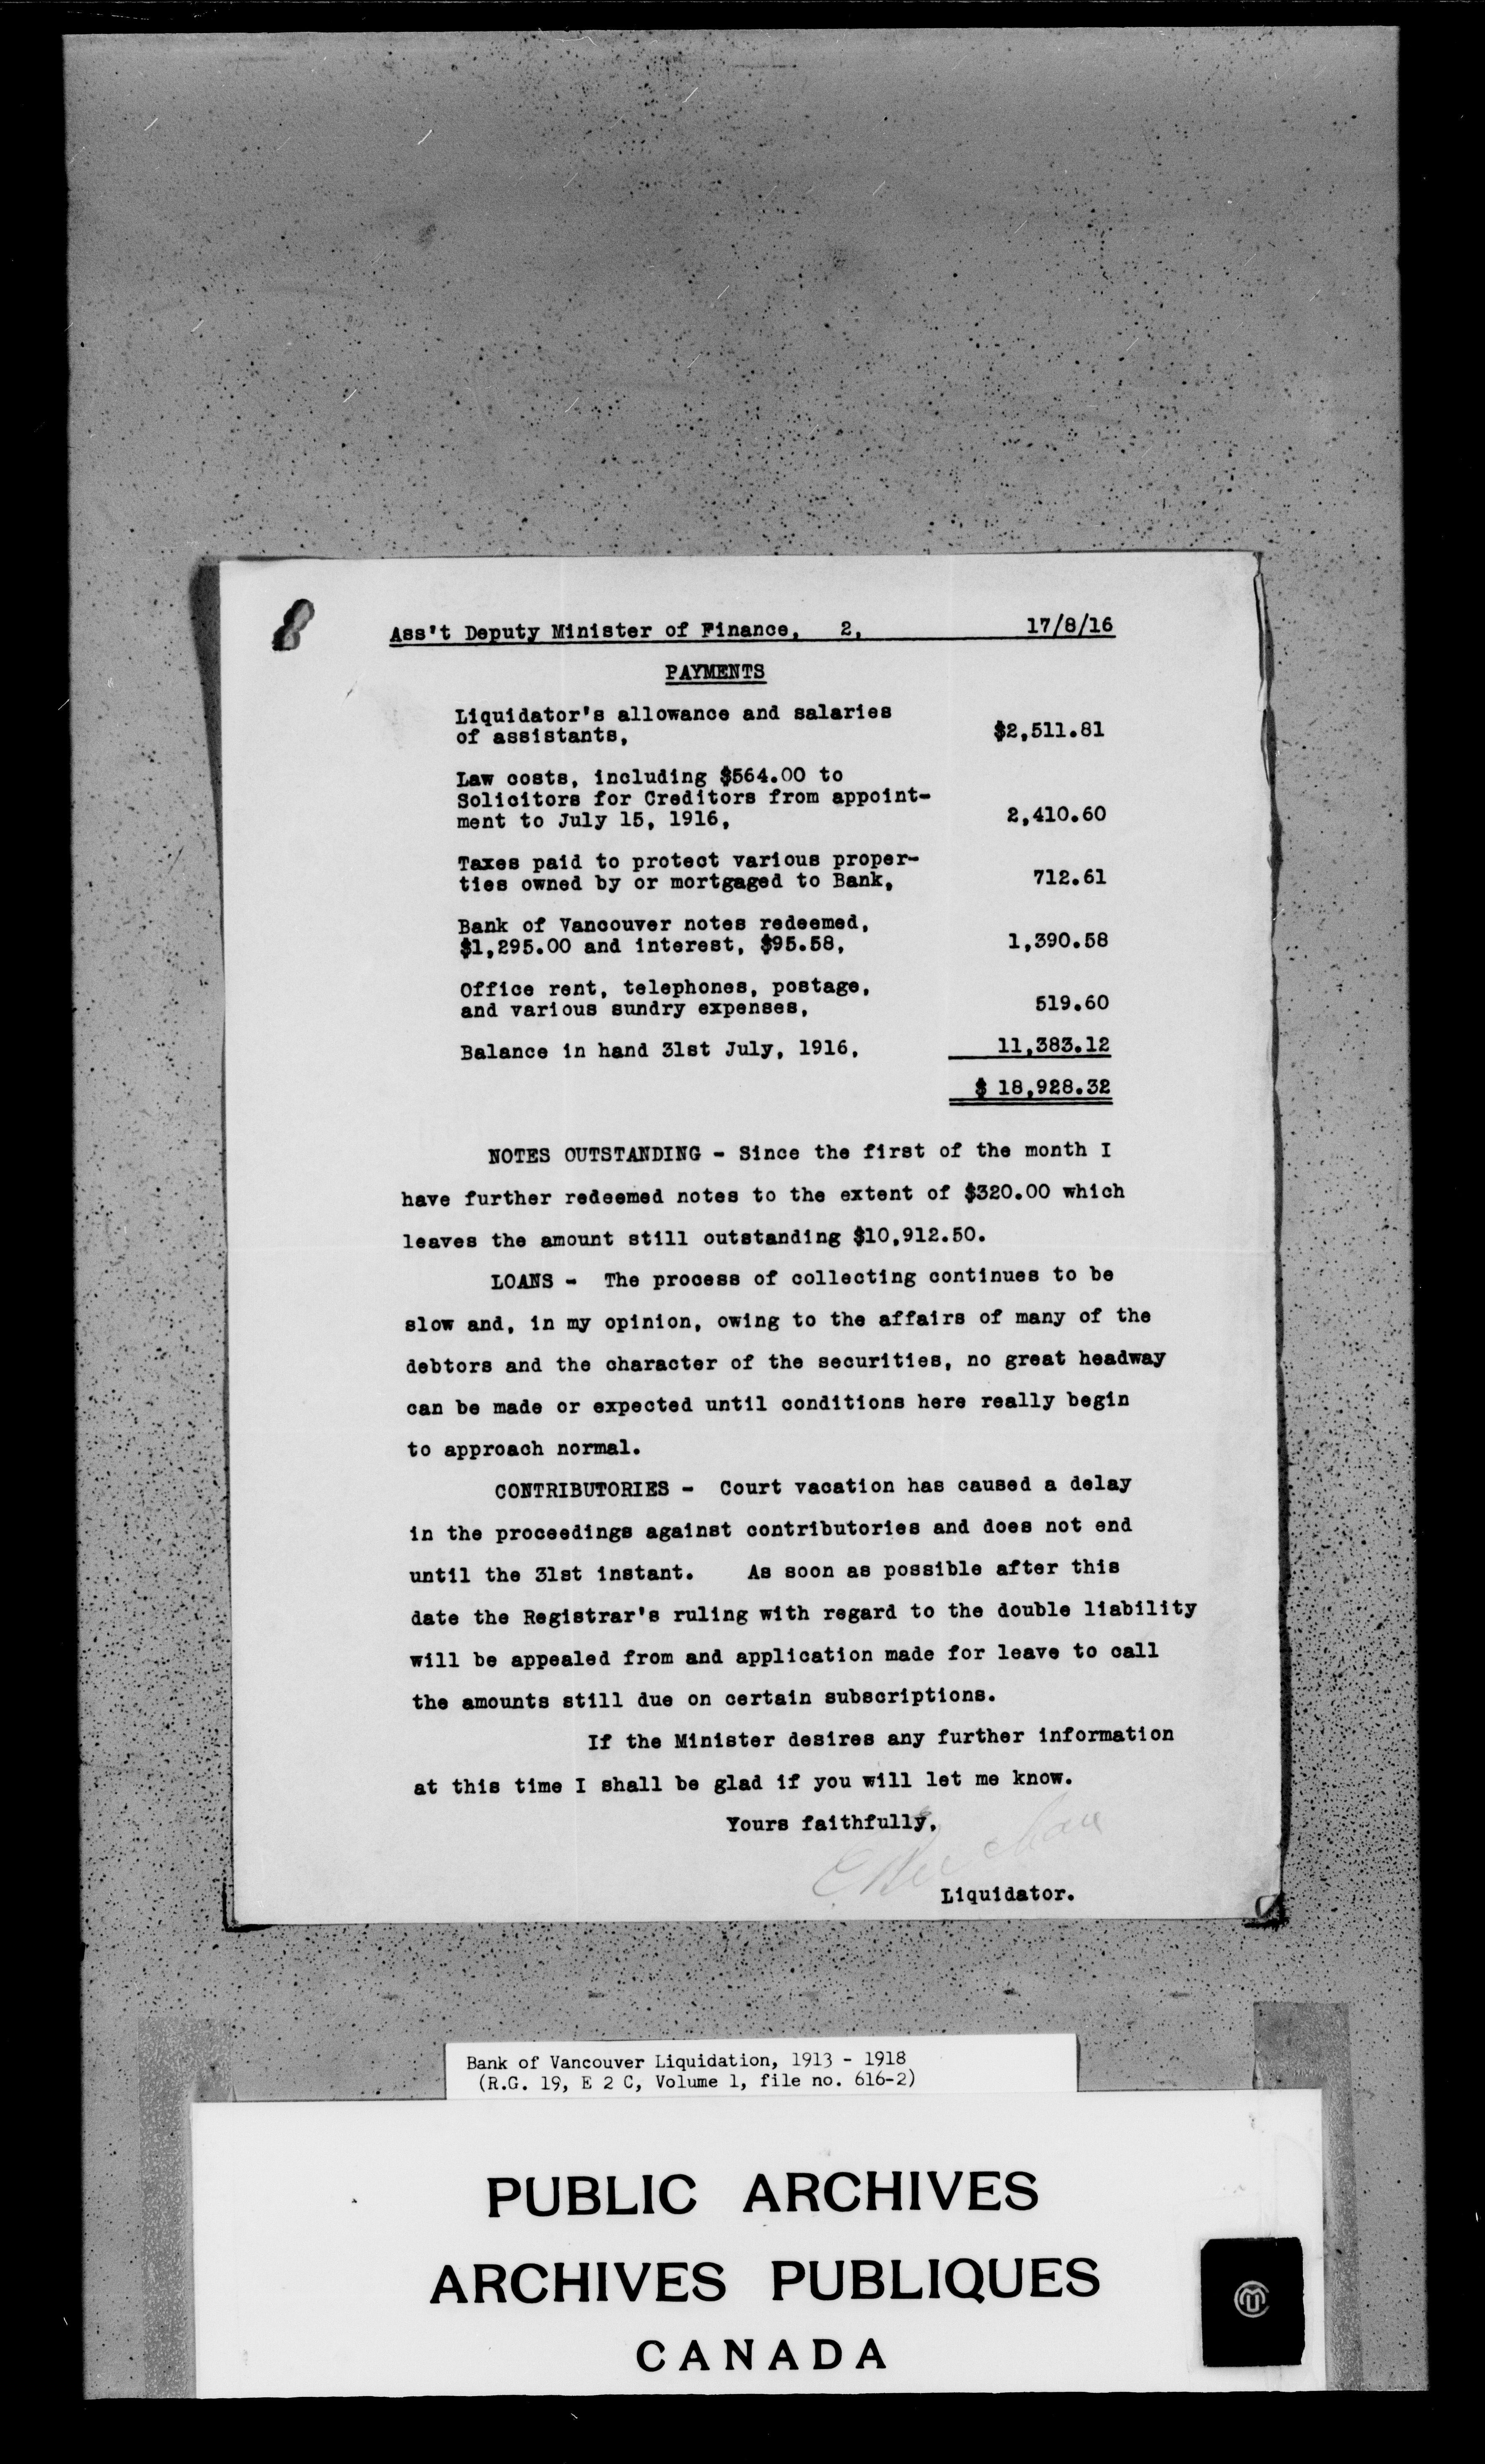 8
Ass't Deputy Minister of Finance, 2, 17/8/16
PAYMENTS
Liquidator's allowance and salaries
of assistants, $2,511.81
Law costs, including $564.00 to
Solicitors for Creditors from appoint-
ment to July 15, 1916, 2,410.60
Taxes paid to protect various proper-
ties owned by or mortgaged to Bank, 712.61
Bank of Vancouver notes redeemed,
$1,295.00 and interest, $95.58, 1,390.58
Office rent, telephones, postage,
and various sundry expenses, 519.60
Balance in hand 31st July, 1916, 11,383.12
$ 18,928.32
NOTES OUTSTANDING - Since the first of the month I
have further redeemed notes to the extent of $320.00 which
leaves the amount still outstanding $10,912.50.
LOANS - The process of collecting continues to be
slow and, in my opinion, owing to the affairs of many of the
debtors and the character of the securities, no great headway
can be made or expected until conditions here really begin
to approach normal.
CONTRIBUTORIES - Court vacation has caused a delay
in the proceedings against contributories and does not end
until the 31st instant. As soon as possible after this
date the Registrar's ruling with regard to the double liability
will be appealed from and application made for leave to call
the amounts still due on certain subscriptions.
If the Minister desires any further information
at this time I shall be glad if you will let me know.
Yours faithfully,
Liquidator.
Bank of Vancouver Liquidation, 1913 - 1918
(R.G. 19, E 2 C, Volume 1, file no. 616-2)
PUBLIC ARCHIVES
ARCHIVES PUBLIQUES
CANADA